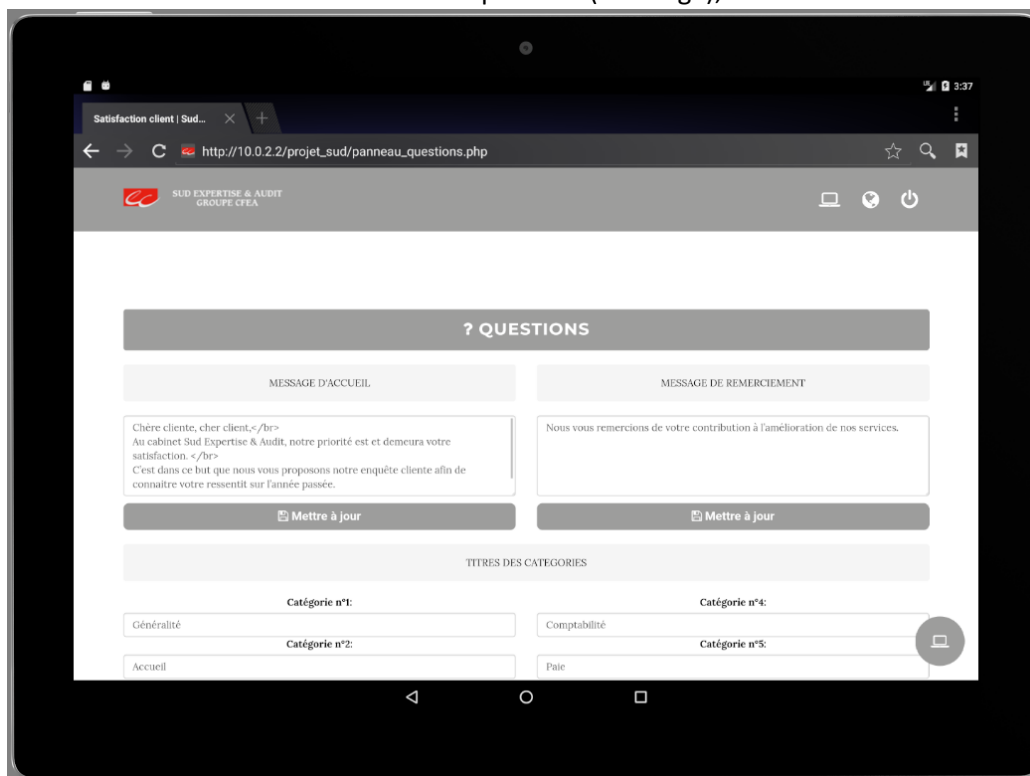 3:37
Satisfaction client | Sud...
http://10.0.2.2/projet_sud/panneau_questions.php
SUD EXPERTISE & AUDIT
GROUPE CFEA
? QUESTIONS
MESSAGE D'ACCUEIL
MESSAGE DE REMERCIEMENT
Chère cliente, cher client,</br>
Au cabinet Sud Expertise & Audit, notre priorité est et demeura votre
satisfaction. </br>
C'est dans ce but que nous vous proposons notre enquête cliente afin de
connaitre votre ressentit sur l'année passée.
Nous vous remercions de votre contribution à l'amélioration de nos services.
Mettre à jour
Mettre à jour
TITRES DES CATEGORIES
Catégorie n°1:
Catégorie n°4:
Généralité
Comptabilité
Catégorie n°2:
Catégorie n°5:
Accueil
Paie